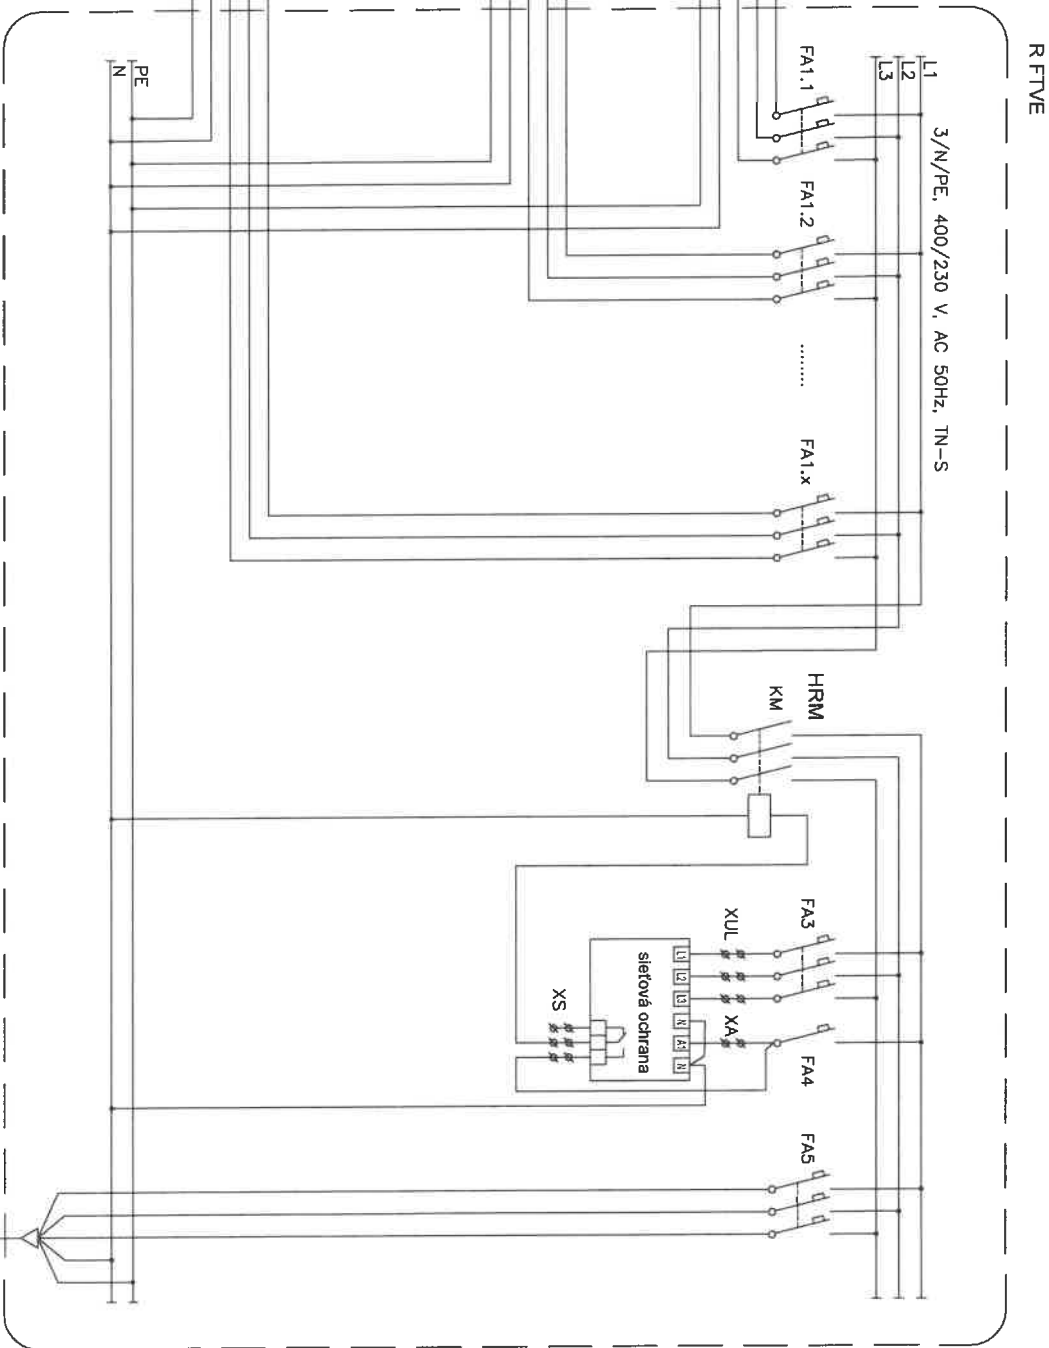 R FTVE
3/N/PE, 400/230 V, AC 50Hz, TN-S
L1
L2
L3
FA1.1
FA1.2
........
FA1.x
HRM
KM
FA3
FA4
FA5
XUL
XA
L1
L2
L3
N
A1
N
sieťová ochrana
XS
PE
N